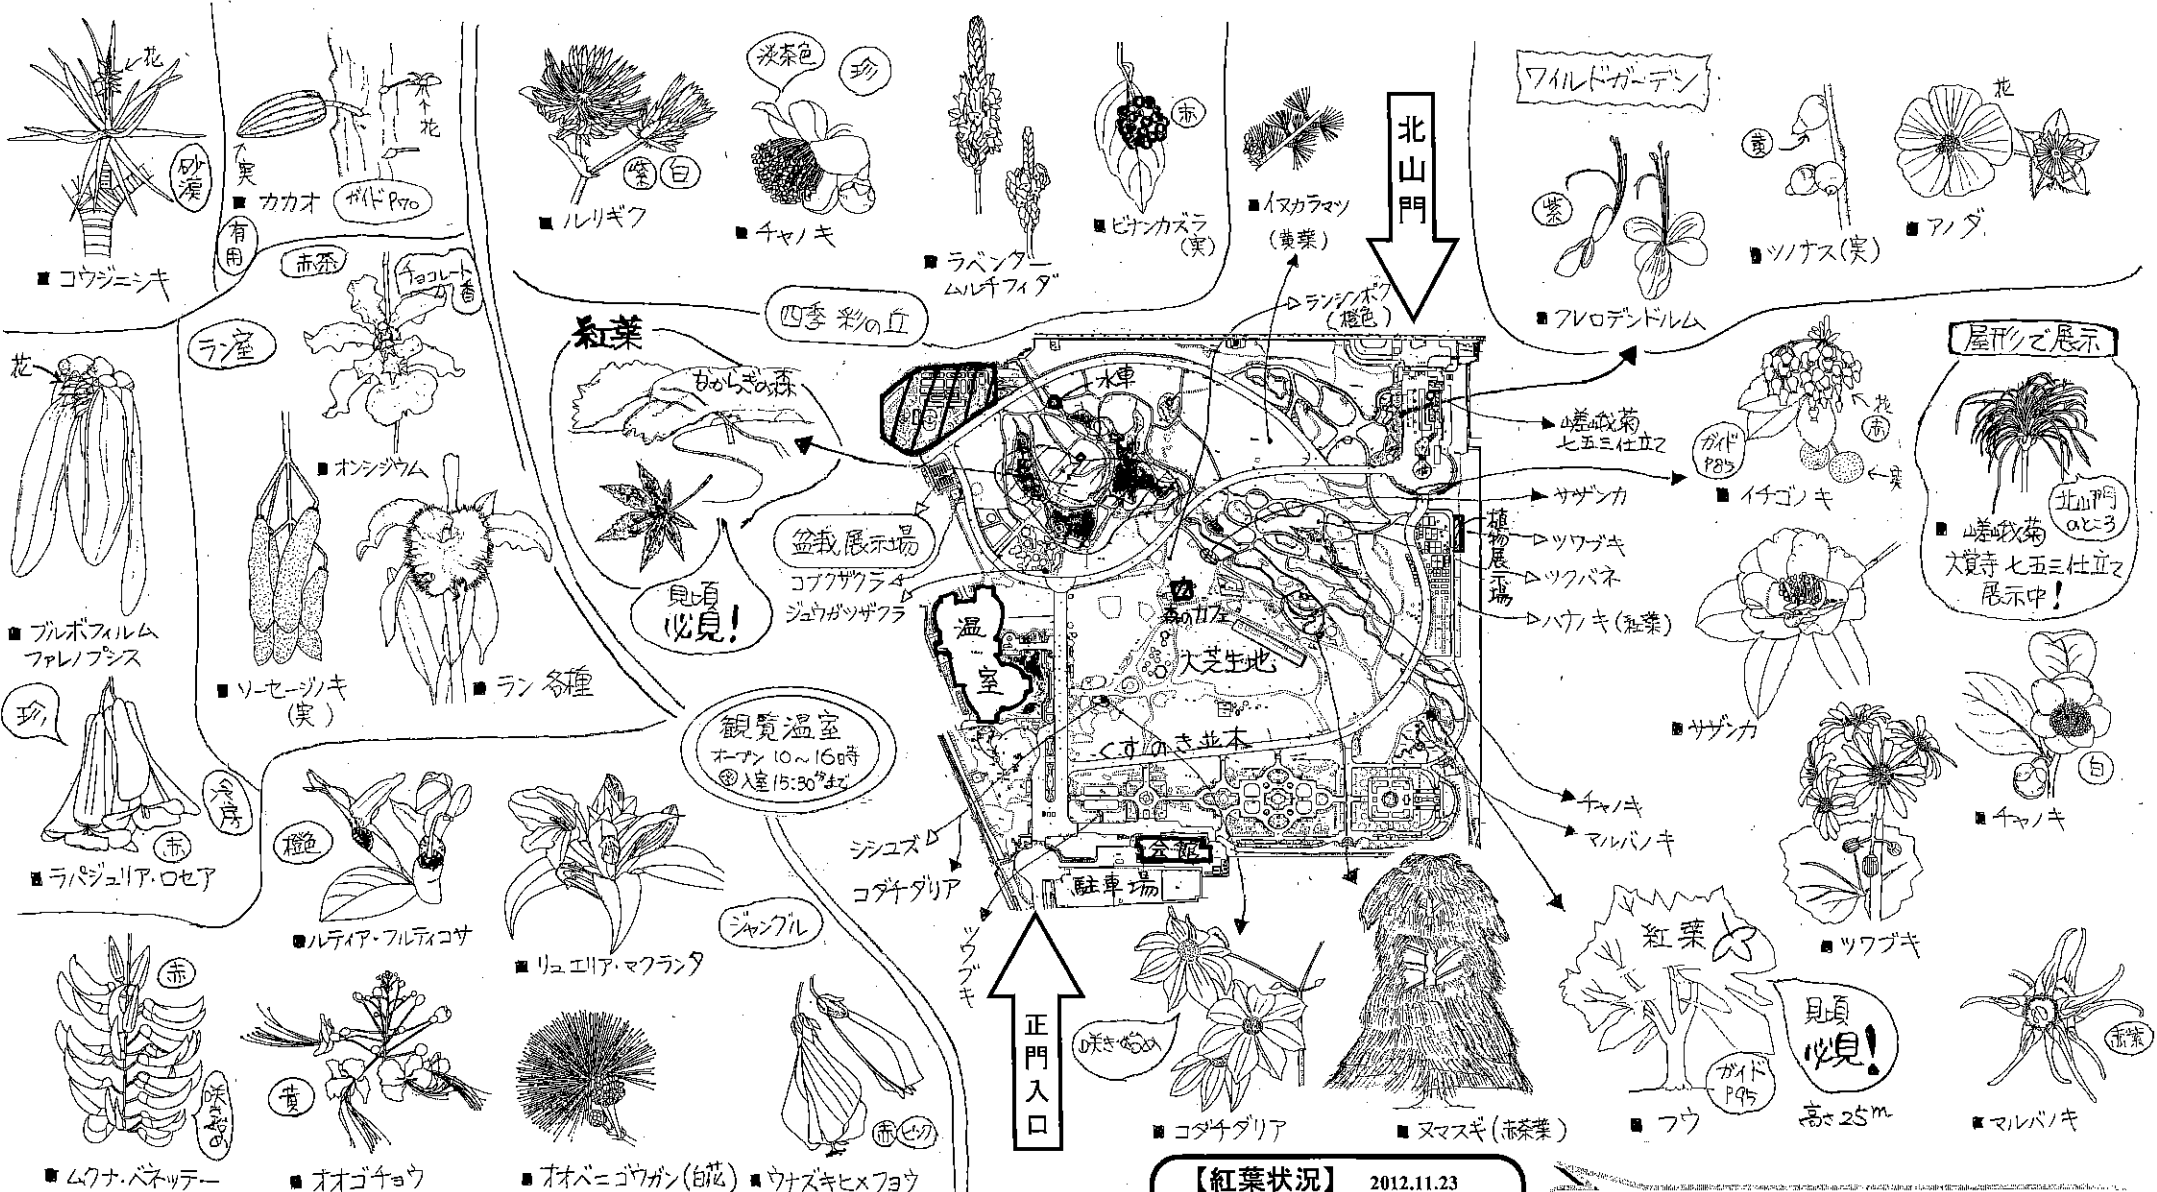 花
砂漠
■コウジニシキ
実
花
■カカオ
ガイドP70
有用
紫
白
■ルリギク
淡茶色
珍
■チャノキ
■ラベンダー
ムルチフィダ
赤
■ビナンカズラ
(実)
■イヌカラマツ
(黄葉)
北山門
ワイルドガーデン
紫
■フレロデンドルム
黄
■ツノナス(実)
花
■アノダ
四季彩の丘
▷ランシンボク
(橙色)
赤茶
チョコレートの香
ラン室
■オンシジウム
花
■ブルボフィルム
ファレノプシス
■ソーセージノキ
(実)
■ラン各種
紅葉
なからぎの森
見頃
必見!
水車
盆栽展示場
コブクザクラ
ジュウガツザクラ
温室
森のカフェ
大芝生地
くすのき並木
会館
駐車場
植物展示場
嵯峨菊
七五三仕立て
サザンカ
ツワブキ
ツクバネ
ハウノキ(紅葉)
チャノキ
マルバノキ
ガイド
P85
花
赤
実
■イチゴノキ
屋形で展示
北山門
のところ
■嵯峨菊
大覚寺七五三仕立て
展示中!
■サザンカ
白
■チャノキ
■ツワブキ
観覧温室
オープン10~16時
入室15:30分まで
珍
赤
冷房
■ラパジュリア・ロセア
橙色
■ルティア・フルティコサ
■リュエリア・マクランタ
ジャングル
シシユズ
コダチダリア
ツワブキ
正門入口
赤
咲き始め
■ムクナ・ベネッテー
黄
■オオゴチョウ
■オオベニゴウガン(白花)
赤
ピンク
■ウナズキヒメフヨウ
咲きはじめ
■コダチダリア
■ヌマスギ(赤茶葉)
紅葉
見頃
必見!
ガイド
P95
■フウ
高さ25m
赤紫
■マルバノキ
【紅葉状況】 2012.11.23